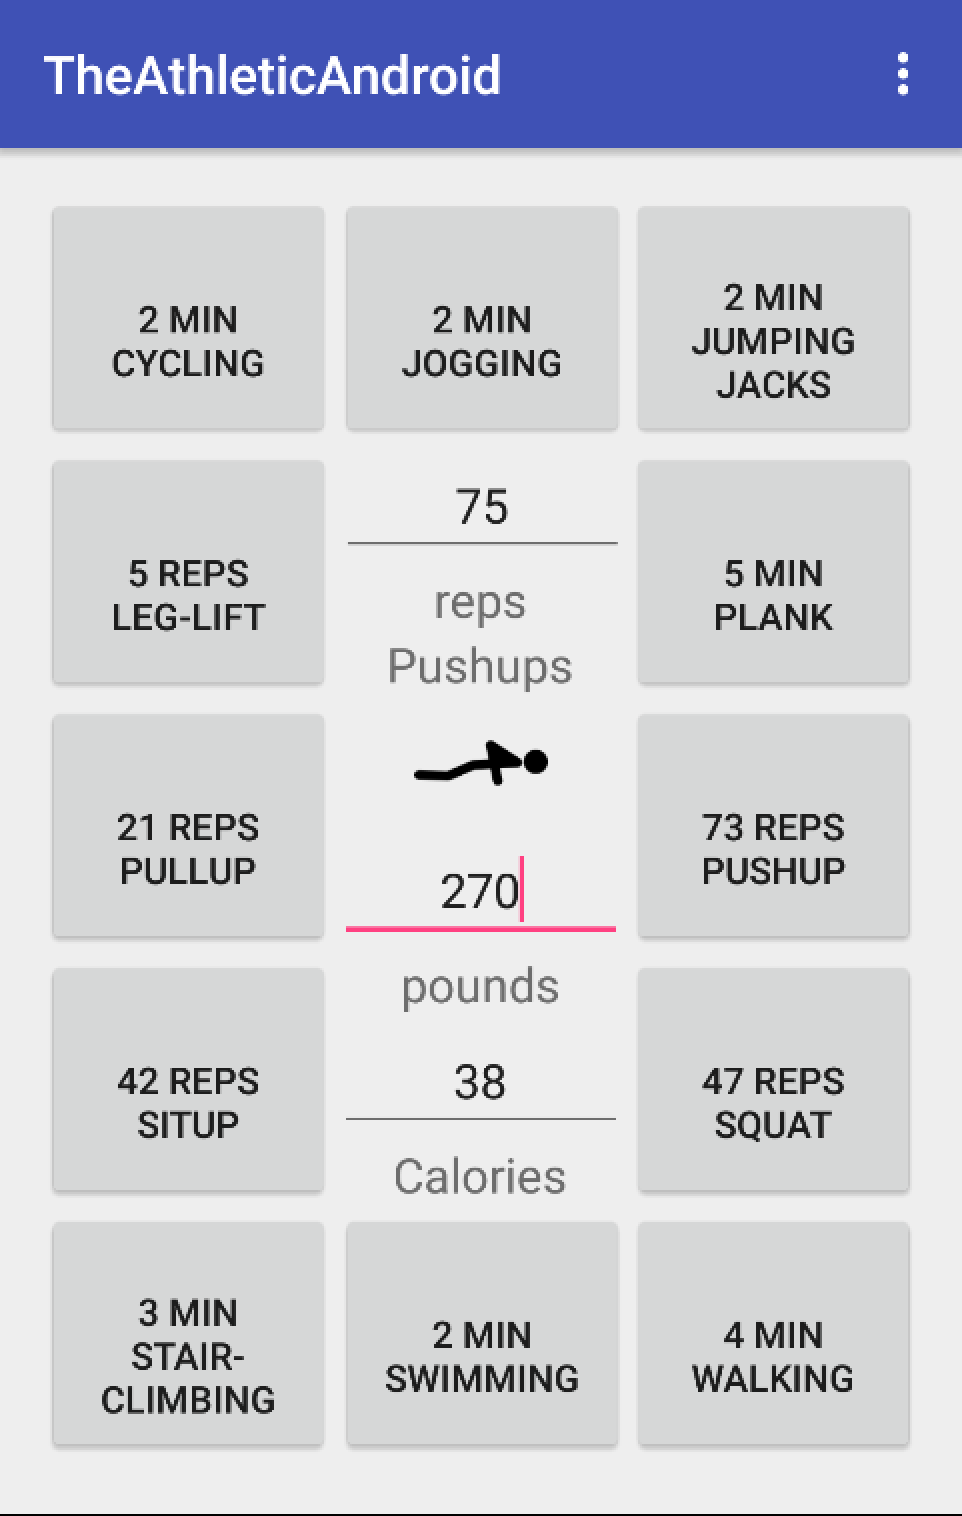 TheAthleticAndroid
2 MIN
CYCLING
2 MIN
JOGGING
2 MIN
JUMPING
JACKS
5 REPS
LEG-LIFT
75
reps
Pushups
5 MIN
PLANK
21 REPS
PULLUP
270
pounds
73 REPS
PUSHUP
42 REPS
SITUP
38
Calories
47 REPS
SQUAT
3 MIN
STAIR-
CLIMBING
2 MIN
SWIMMING
4 MIN
WALKING